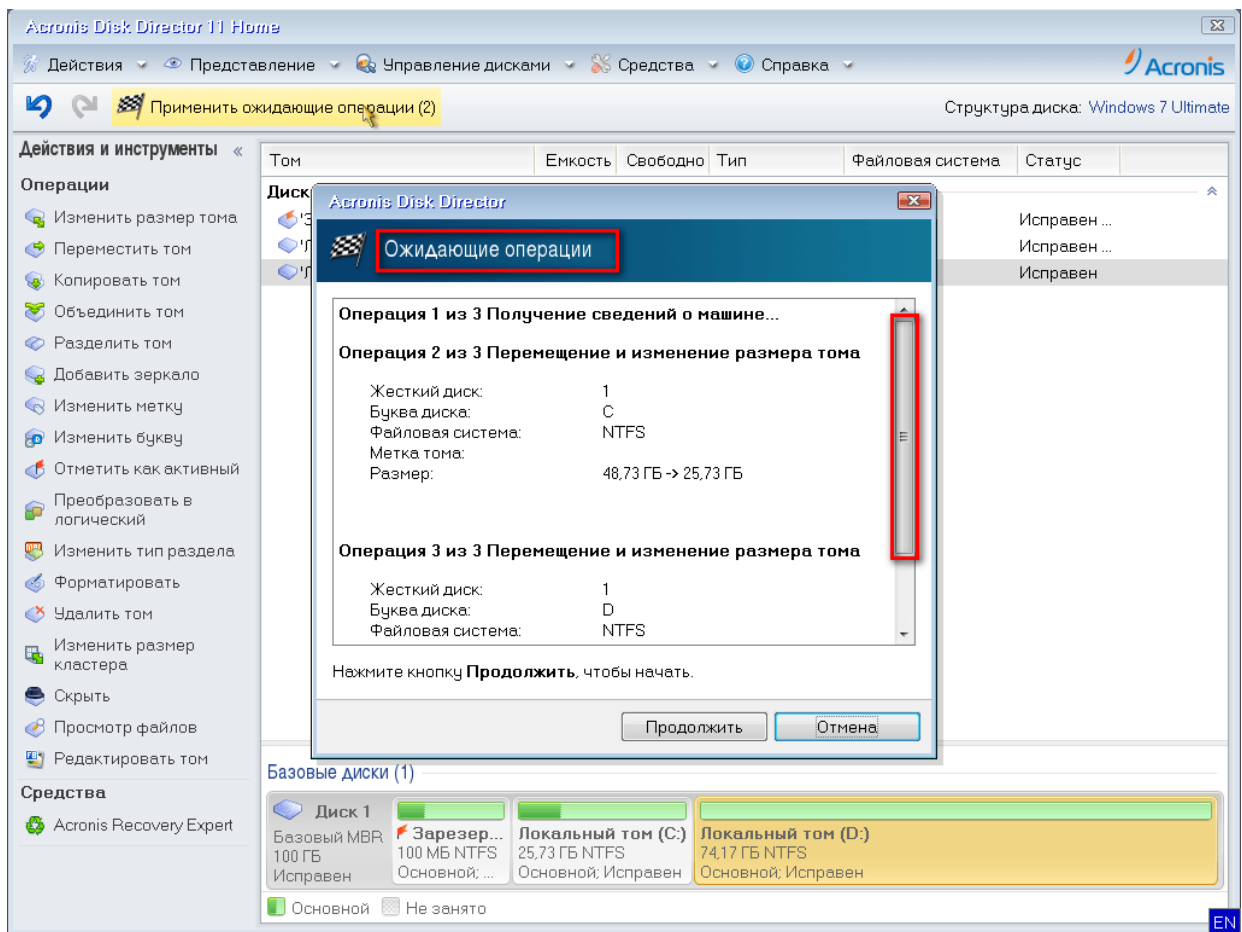 Acronis Disk Director 11 Home
Действия Представление Управление дисками Средства Справка Acronis
Применить ожидающие операции (2) Структура диска: Windows 7 Ultimate
Действия и инструменты «
Операции
Изменить размер тома
Переместить том
Копировать том
Объединить том
Разделить том
Добавить зеркало
Изменить метку
Изменить букву
Отметить как активный
Преобразовать в
логический
Изменить тип раздела
Форматировать
Удалить том
Изменить размер
кластера
Скрыть
Просмотр файлов
Редактировать том
Средства
Acronis Recovery Expert
Том Емкость Свободно Тип Файловая система Статус
Диск
'З Исправен ...
'Л Исправен ...
'Л Исправен
Acronis Disk Director
Ожидающие операции
Операция 1 из 3 Получение сведений о машине...
Операция 2 из 3 Перемещение и изменение размера тома
Жесткий диск: 1
Буква диска: C
Файловая система: NTFS
Метка тома:
Размер: 48,73 ГБ -> 25,73 ГБ
Операция 3 из 3 Перемещение и изменение размера тома
Жесткий диск: 1
Буква диска: D
Файловая система: NTFS
Нажмите кнопку Продолжить, чтобы начать.
Продолжить Отмена
Базовые диски (1)
Диск 1
Базовый MBR
100 ГБ
Исправен
Зарезер...
100 МБ NTFS
Основной; ...
Локальный том (C:)
25,73 ГБ NTFS
Основной; Исправен
Локальный том (D:)
74,17 ГБ NTFS
Основной; Исправен
Основной Не занято
EN